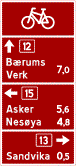 12
Bærums
Verk 7,0
15
Asker 5,6
Nesøya 4,8
13
Sandvika 0,5